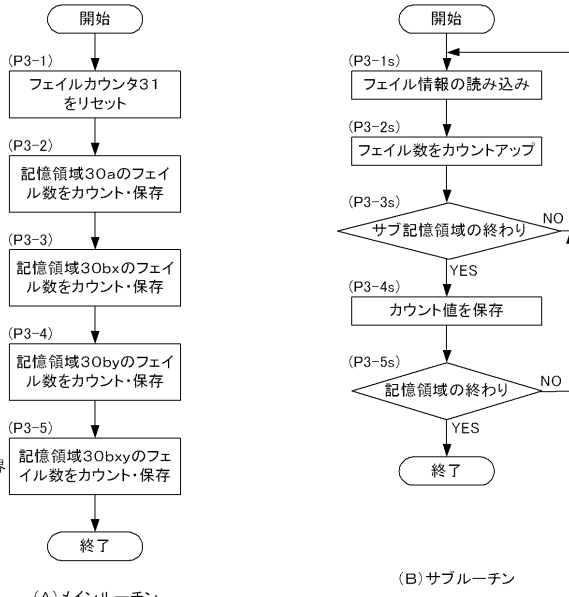 開始
(P3-1)
フェイルカウンタ31
をリセット
(P3-2)
記憶領域30aのフェイ
ル数をカウント・保存
(P3-3)
記憶領域30bxのフェイ
ル数をカウント・保存
(P3-4)
記憶領域30byのフェイ
ル数をカウント・保存
(P3-5)
記憶領域30bxyのフェ
イル数をカウント・保存
終了
(A)メインルーチン
開始
(P3-1s)
フェイル情報の読み込み
(P3-2s)
フェイル数をカウントアップ
(P3-3s)
サブ記憶領域の終わり
NO
YES
(P3-4s)
カウント値を保存
(P3-5s)
記憶領域の終わり
NO
YES
終了
(B)サブルーチン